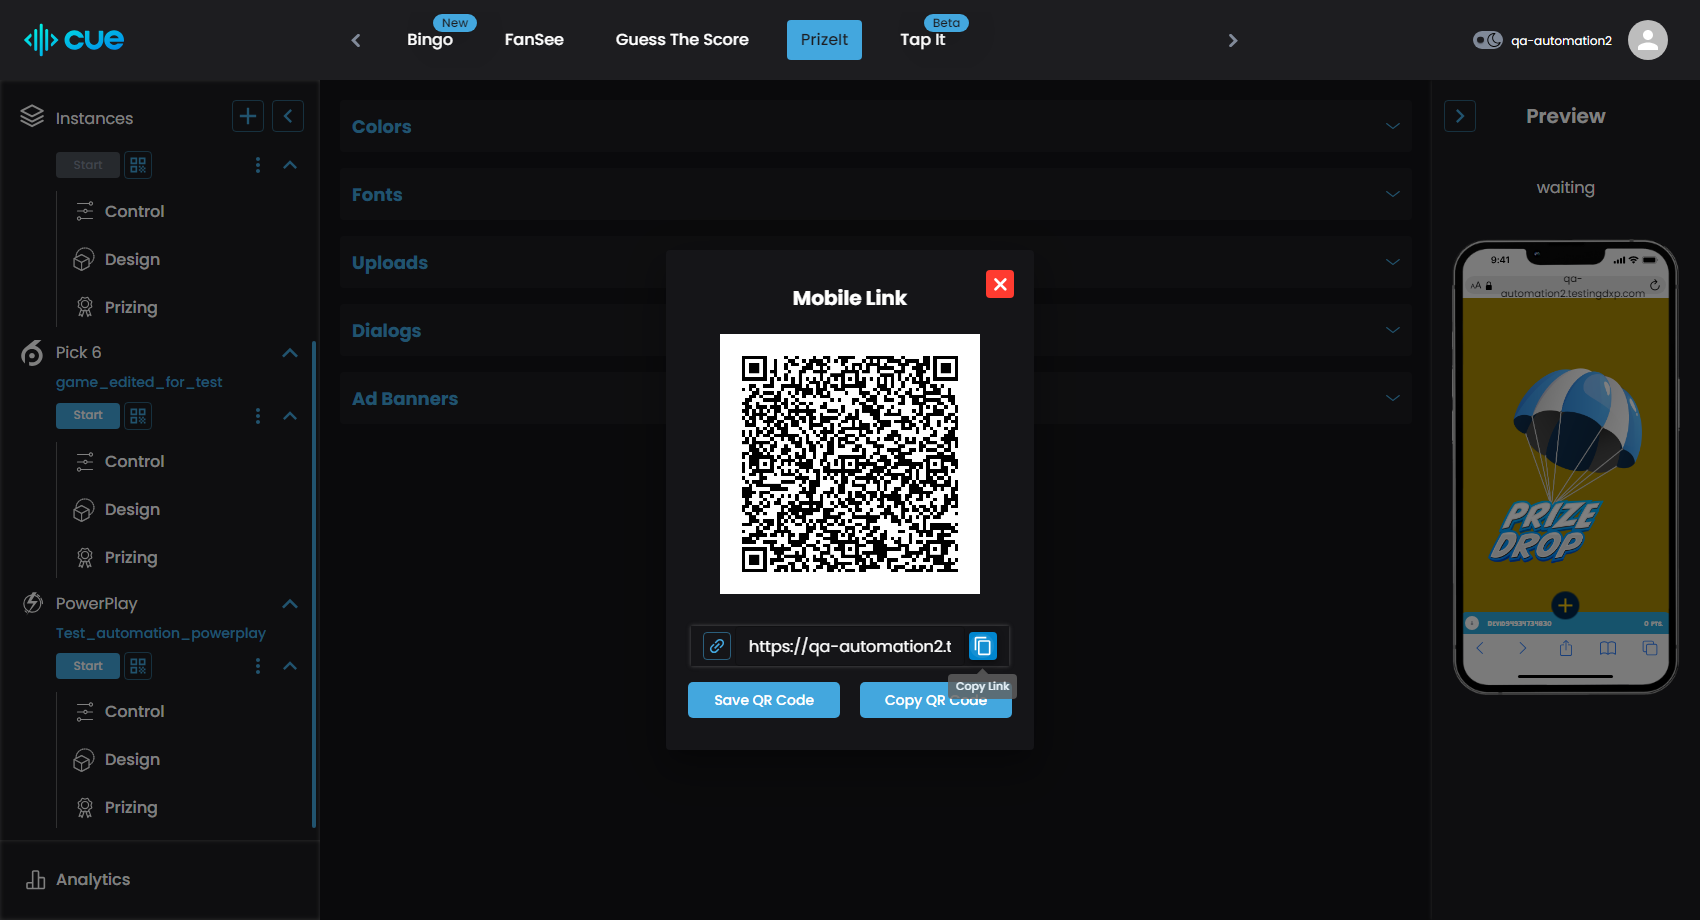 cue
Bingo
New
FanSee
Guess The Score
PrizeIt
Tap It
Beta
qa-automation2
Instances
Start
Control
Design
Prizing
Pick 6
game_edited_for_test
Start
Control
Design
Prizing
PowerPlay
Test_automation_powerplay
Start
Control
Design
Prizing
Analytics
Colors
Fonts
Uploads
Dialogs
Ad Banners
Mobile Link
https://qa-automation2.t
Copy Link
Save QR Code
Copy QR Code
Preview
waiting
9:41
AA
qa-
automation2.testingdxp.com
PRIZE
DROP
0 PTS.